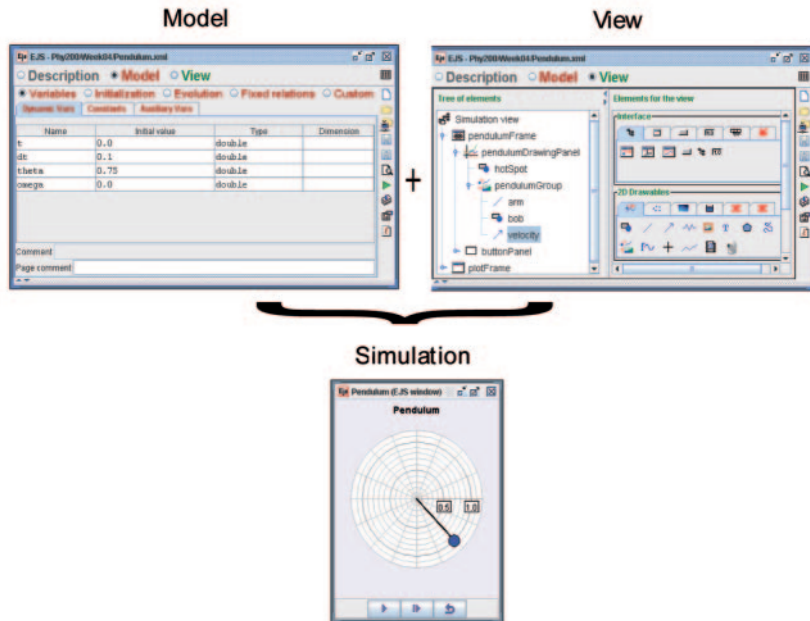 Model
View
EJS - Phy200/Week04/Pendulum.xml
Description Model View
Variables Initialization Evolution Fixed relations Custom
Dynamic Vars Constants Auxiliary Vars
Name Initial value Type Dimension
t 0.0 double
dt 0.1 double
theta 0.75 double
omega 0.0 double
Comment
Page comment
+
EJS - Phy200/Week04/Pendulum.xml
Description Model View
Tree of elements
Simulation view
pendulumFrame
pendulumDrawingPanel
hotSpot
pendulumGroup
arm
bob
velocity
buttonPanel
plotFrame
Elements for the view
Interface
2D Drawables
Simulation
Pendulum (EJS window)
Pendulum
0.5 1.0